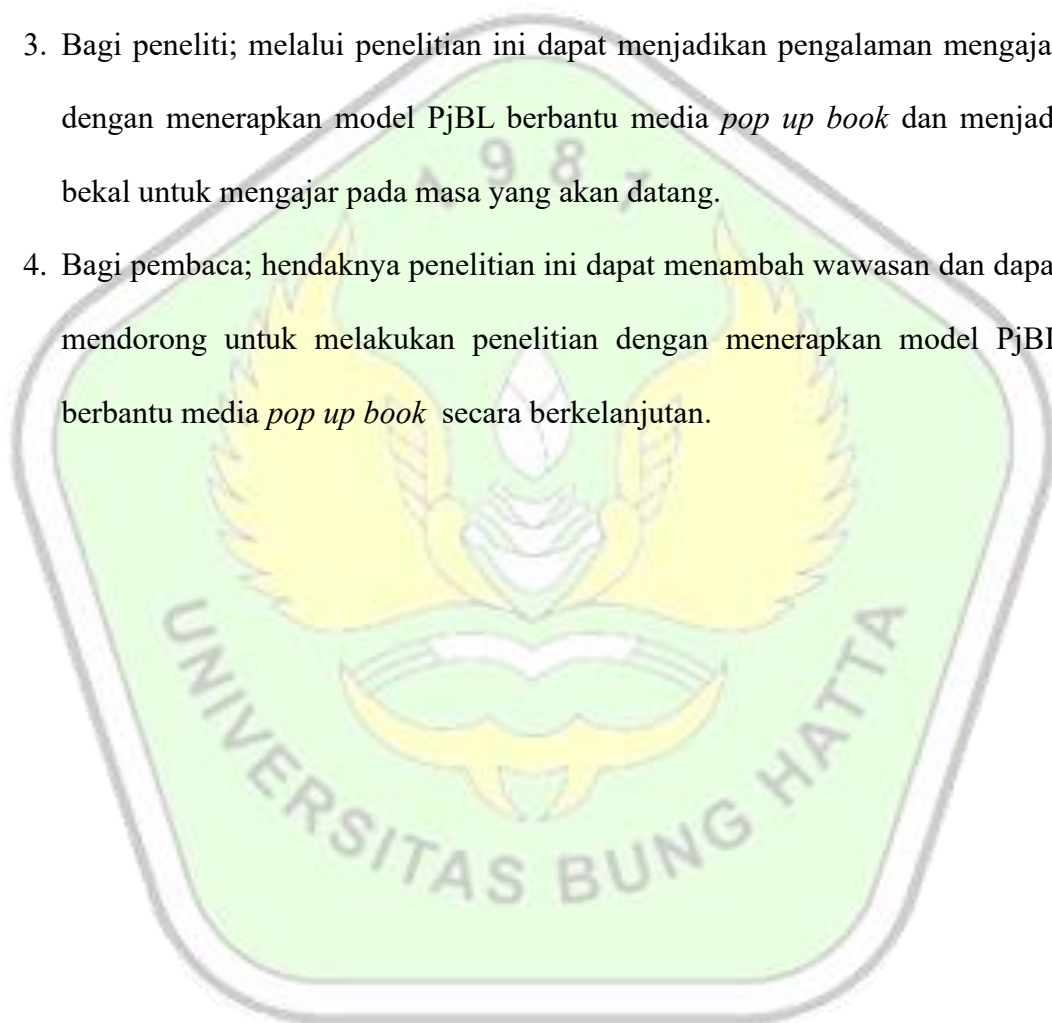 3. Bagi peneliti; melalui penelitian ini dapat menjadikan pengalaman mengaja
dengan menerapkan model PjBL berbantu media pop up book dan menjad
bekal untuk mengajar pada masa yang akan datang.
4. Bagi pembaca; hendaknya penelitian ini dapat menambah wawasan dan dapa
mendorong untuk melakukan penelitian dengan menerapkan model PjBL
berbantu media pop up book secara berkelanjutan.
1981
UNIVERSITAS BUNG HATTA